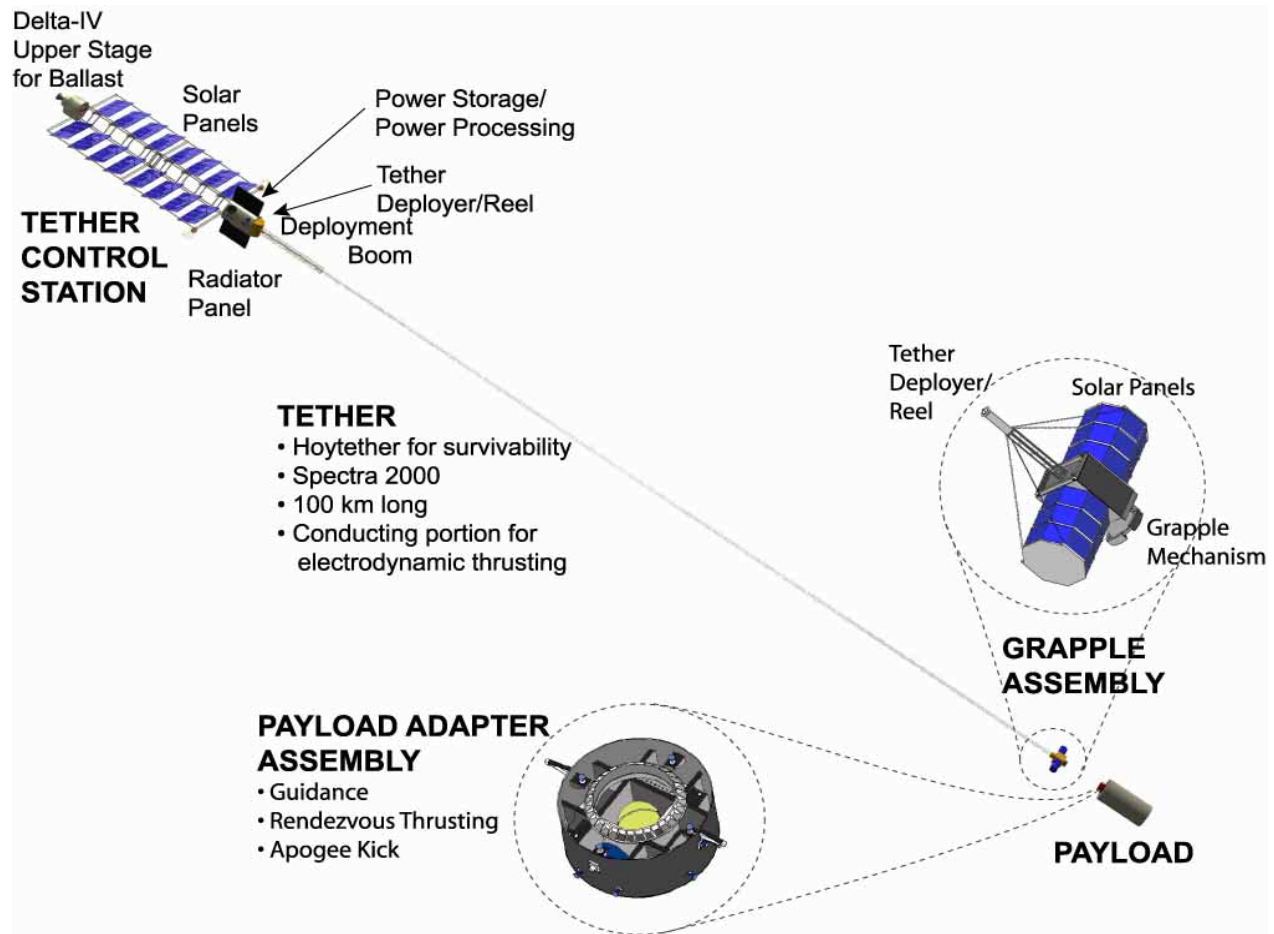 Delta-IV
Upper Stage
for Ballast
Solar
Panels
Power Storage/
Power Processing
Tether
Deployer/Reel
Deployment
Boom
TETHER
CONTROL
STATION
Radiator
Panel
TETHER
• Hoytether for survivability
• Spectra 2000
• 100 km long
• Conducting portion for
electrodynamic thrusting
Tether
Deployer/
Reel
Solar Panels
Grapple
Mechanism
GRAPPLE
ASSEMBLY
PAYLOAD ADAPTER
ASSEMBLY
• Guidance
• Rendezvous Thrusting
• Apogee Kick
PAYLOAD